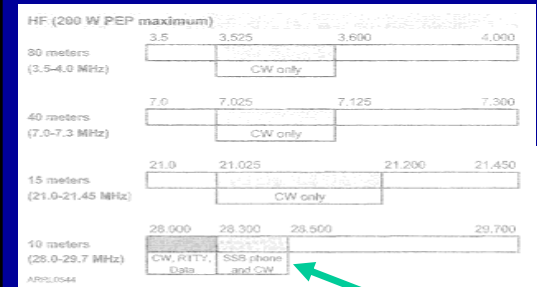 HF (200 W PEP maximum)
3.5 3.525 3.600 4.000
80 meters
(3.5-4.0 MHz)
CW only
7.0 7.025 7.125 7.300
40 meters
(7.0-7.3 MHz)
CW only
21.0 21.025 21.200 21.450
15 meters
(21.0-21.45 MHz)
CW only
28.000 28.300 28.500 29.700
10 meters
(28.0-29.7 MHz)
CW, RTTY, Data
SSB phone and CW
ARRL0544